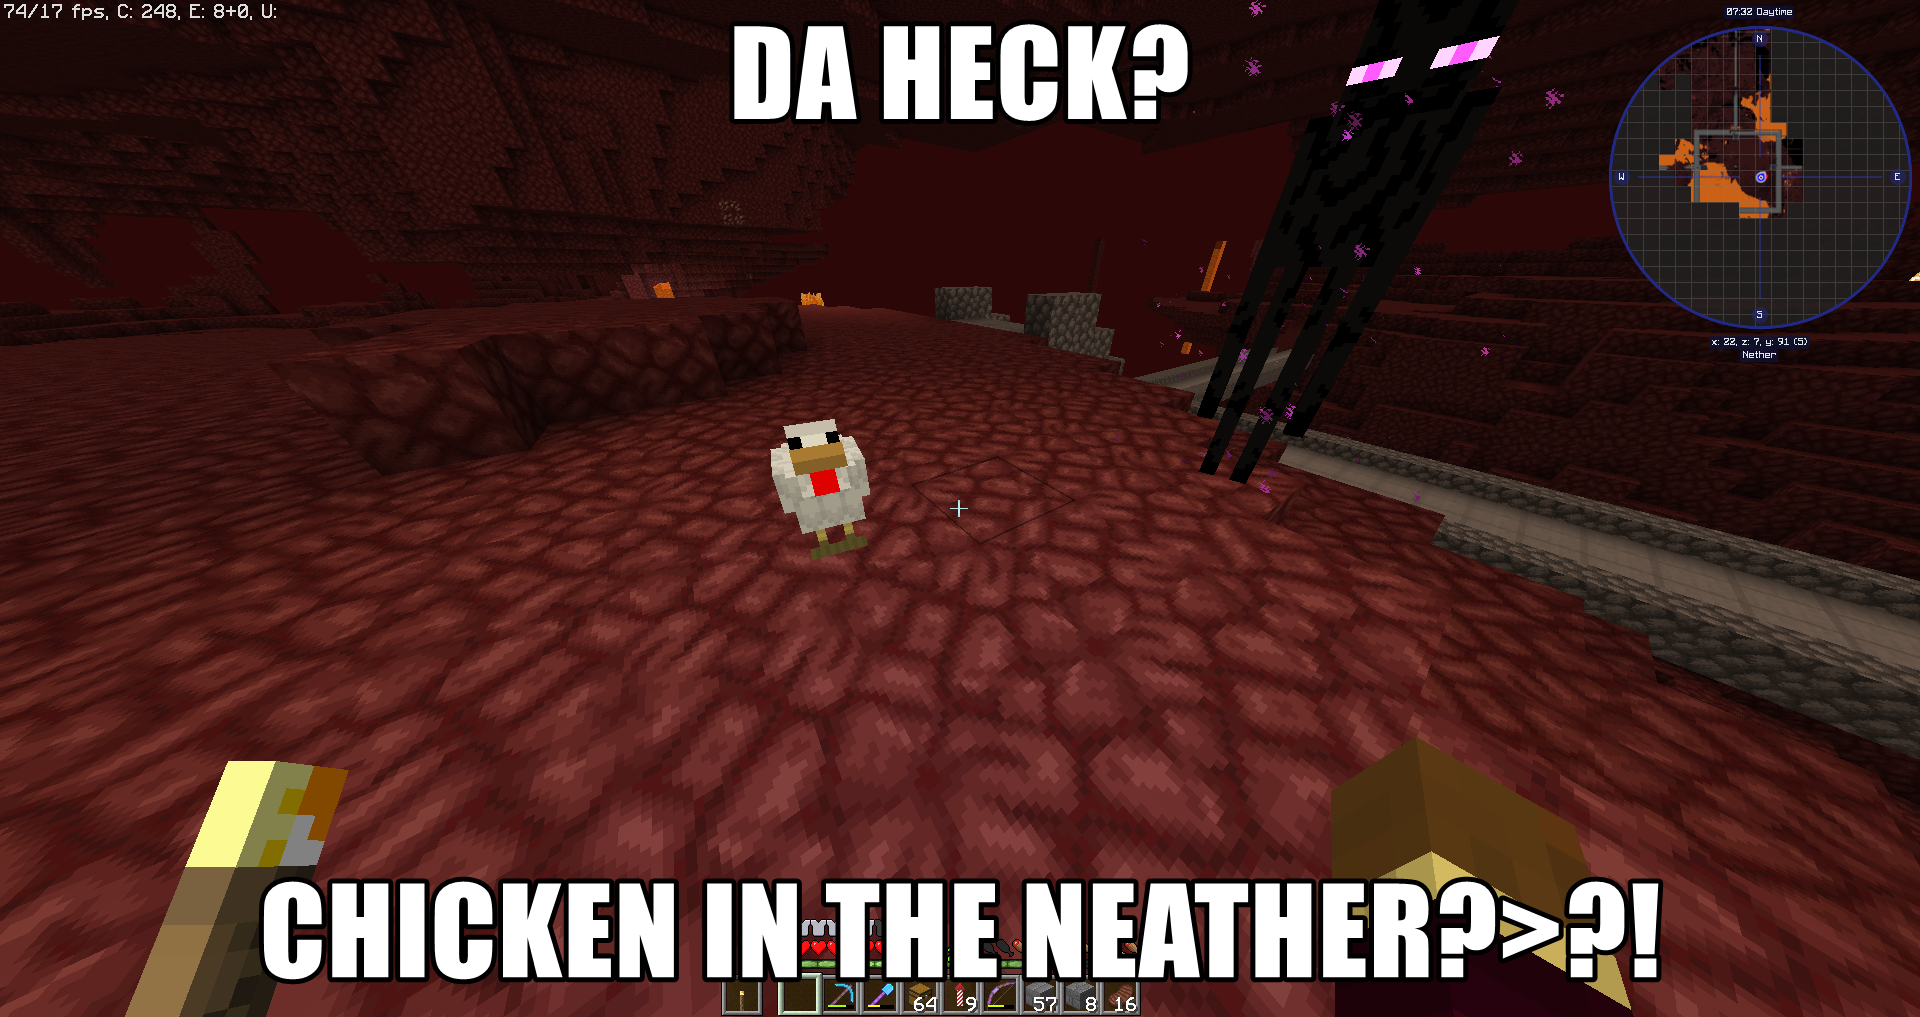 74/17 fps, C: 248, E: 8+0, U:
07:32 Daytime
DA HECK?
N
W
E
S
x: 22, z: 7, y: 91 (5)
Nether
CHICKEN IN THE NEATHER?>?!
64
9
57
8
16